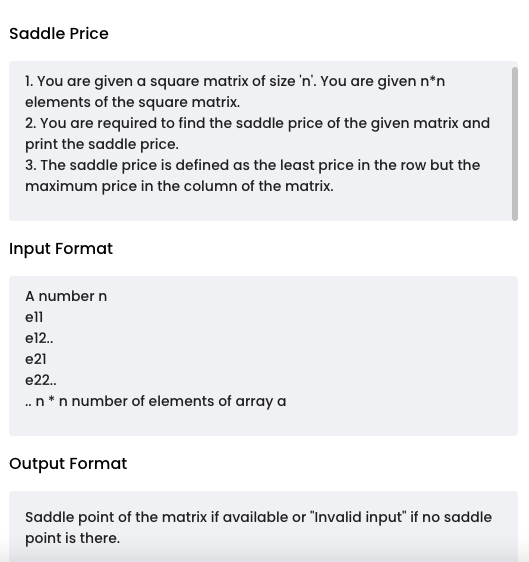 Saddle Price
1. You are given a square matrix of size 'n'. You are given n*n
elements of the square matrix.
2. You are required to find the saddle price of the given matrix and
print the saddle price.
3. The saddle price is defined as the least price in the row but the
maximum price in the column of the matrix.
Input Format
A number n
e11
e12..
e21
e22..
.. n * n number of elements of array a
Output Format
Saddle point of the matrix if available or "Invalid input" if no saddle
point is there.